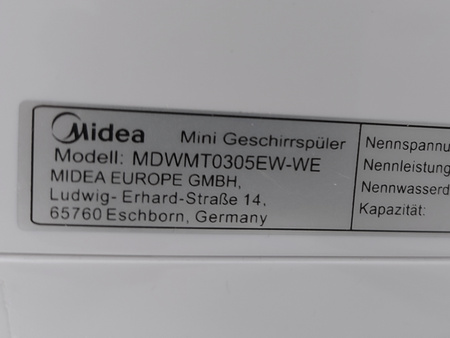 Midea Mini Geschirrspüler
Modell: MDWMT0305EW-WE
MIDEA EUROPE GMBH,
Ludwig- Erhard-Straße 14,
65760 Eschborn, Germany
Nennspannu
Nennleistung
Nennwasserd
Kapazität: